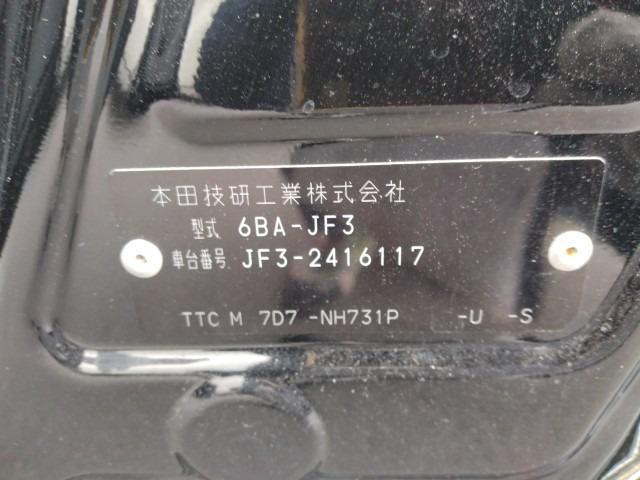 本田技研工業株式会社
型式 6BA-JF3
車台番号 JF3-2416117
TTC M 7D7 -NH731P -U -S